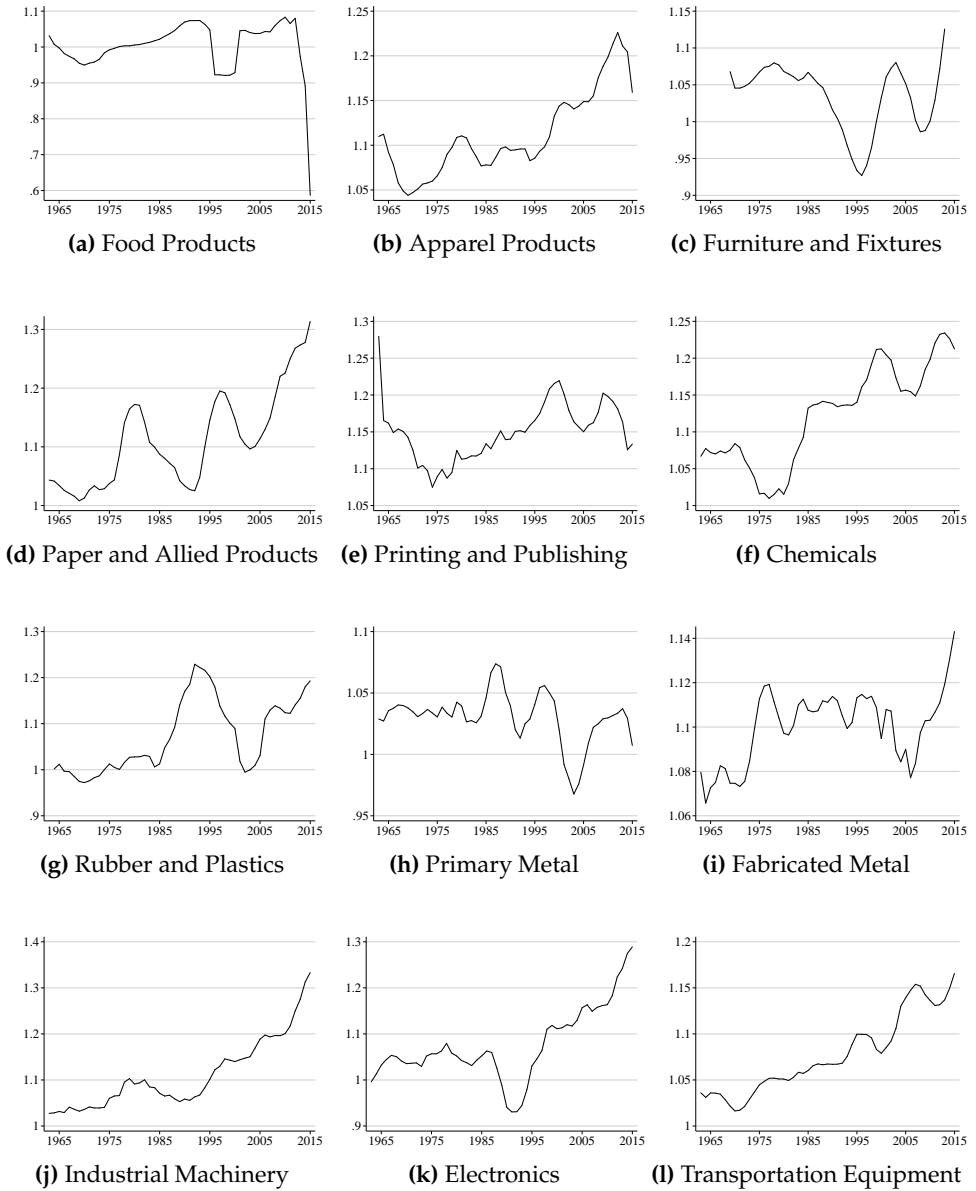 1.1
1
.9
.8
.7
.6
1965 1975 1985 1995 2005 2015
(a) Food Products
1.25
1.2
1.15
1.1
1.05
1965 1975 1985 1995 2005 2015
(b) Apparel Products
1.15
1.1
1.05
1
.95
.9
1965 1975 1985 1995 2005 2015
(c) Furniture and Fixtures
1.3
1.2
1.1
1
1965 1975 1985 1995 2005 2015
(d) Paper and Allied Products
1.3
1.25
1.2
1.15
1.1
1.05
1965 1975 1985 1995 2005 2015
(e) Printing and Publishing
1.25
1.2
1.15
1.1
1.05
1
1965 1975 1985 1995 2005 2015
(f) Chemicals
1.3
1.2
1.1
1
.9
1965 1975 1985 1995 2005 2015
(g) Rubber and Plastics
1.1
1.05
1
.95
1965 1975 1985 1995 2005 2015
(h) Primary Metal
1.14
1.12
1.1
1.08
1.06
1965 1975 1985 1995 2005 2015
(i) Fabricated Metal
1.4
1.3
1.2
1.1
1
1965 1975 1985 1995 2005 2015
(j) Industrial Machinery
1.3
1.2
1.1
1
.9
1965 1975 1985 1995 2005 2015
(k) Electronics
1.2
1.15
1.1
1.05
1
1965 1975 1985 1995 2005 2015
(l) Transportation Equipment